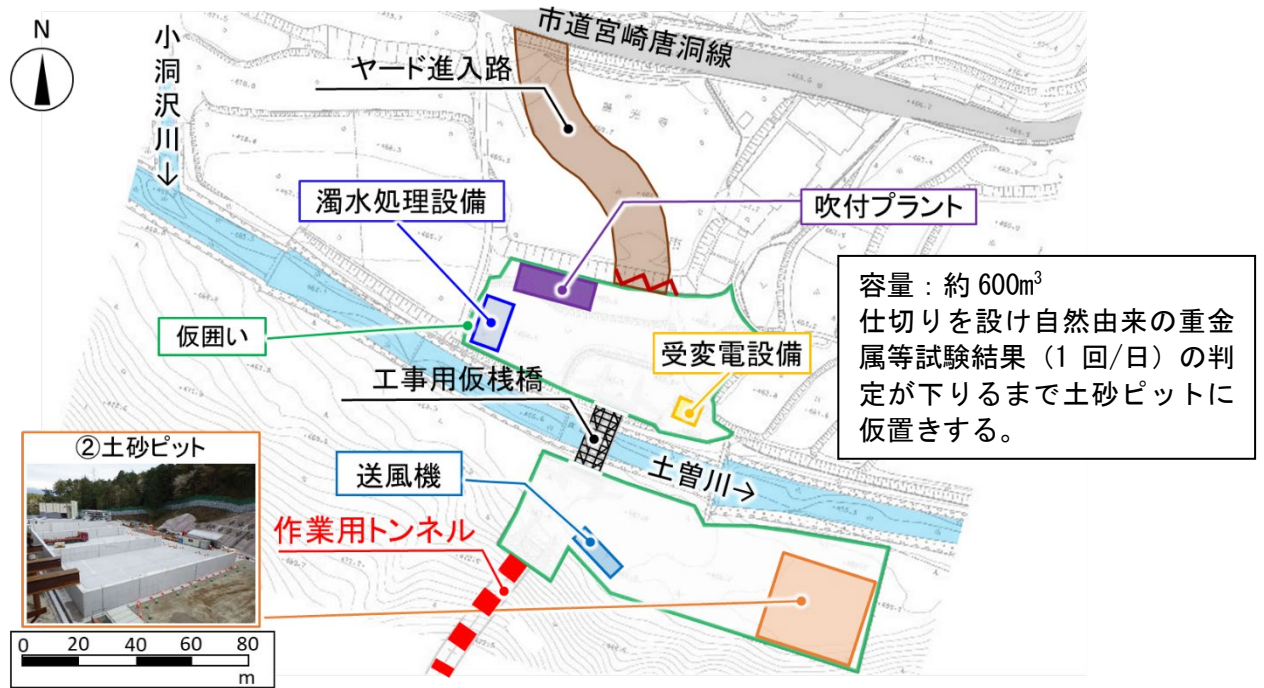 N
小洞沢川→
市道宮崎唐洞線
ヤード進入路
濁水処理設備
吹付プラント
容量：約 600m³
仕切りを設け自然由来の重金
属等試験結果（1 回/日）の判
定が下りるまで土砂ピットに
仮置きする。
仮囲い
受変電設備
工事用仮桟橋
②土砂ピット
送風機
土曽川→
作業用トンネル
0 20 40 60 80
m